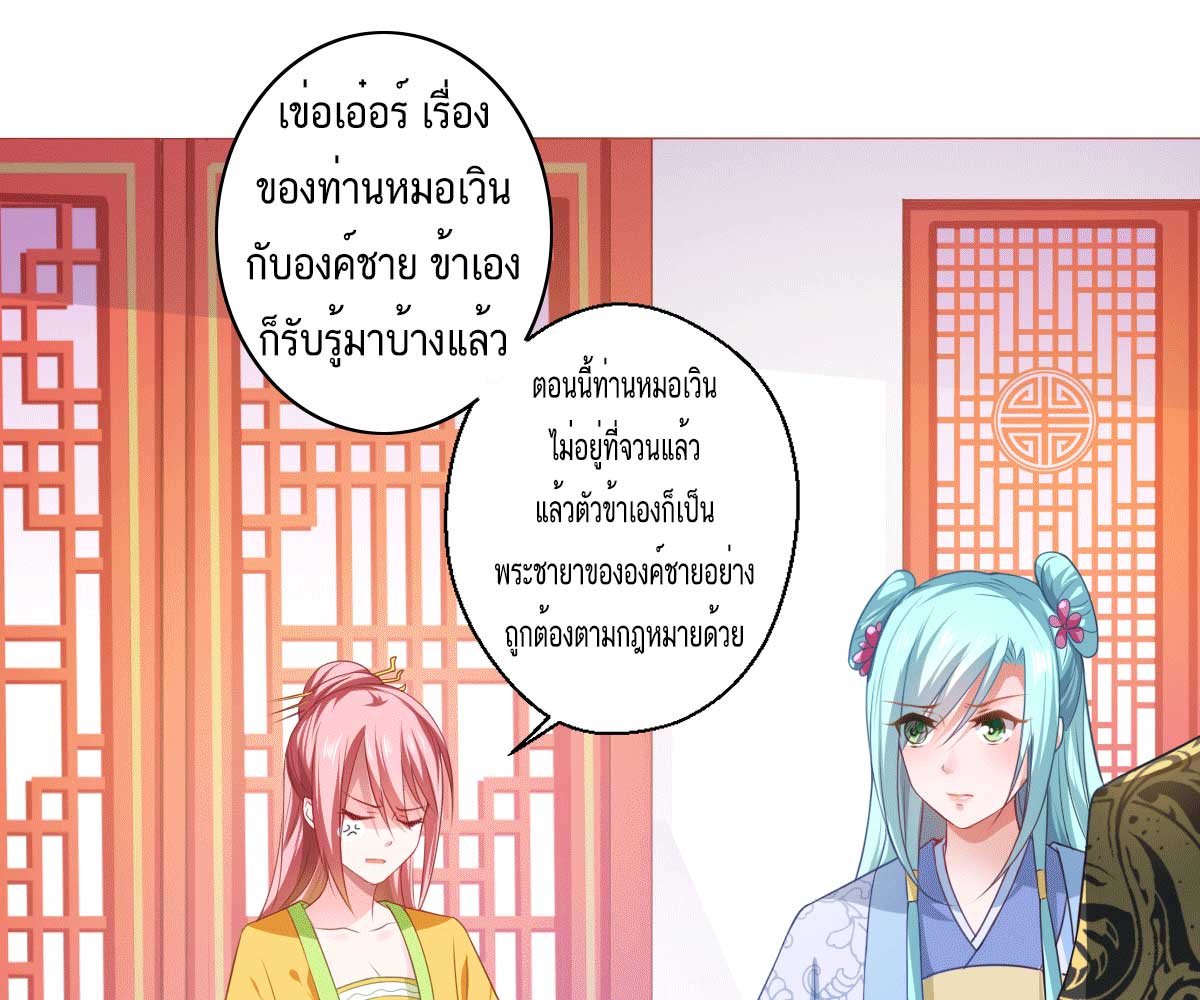 เข่อเอ๋อร์ เรื่อง
ของท่านหมอเวิน
กับองค์ชาย ข้าเอง
ก็รับรู้มาบ้างแล้ว
ตอนนี้ท่านหมอเวิน
ไม่อยู่ที่จวนแล้ว
แล้วตัวข้าเองก็เป็น
พระชายาขององค์ชายอย่าง
ถูกต้องตามกฎหมายด้วย